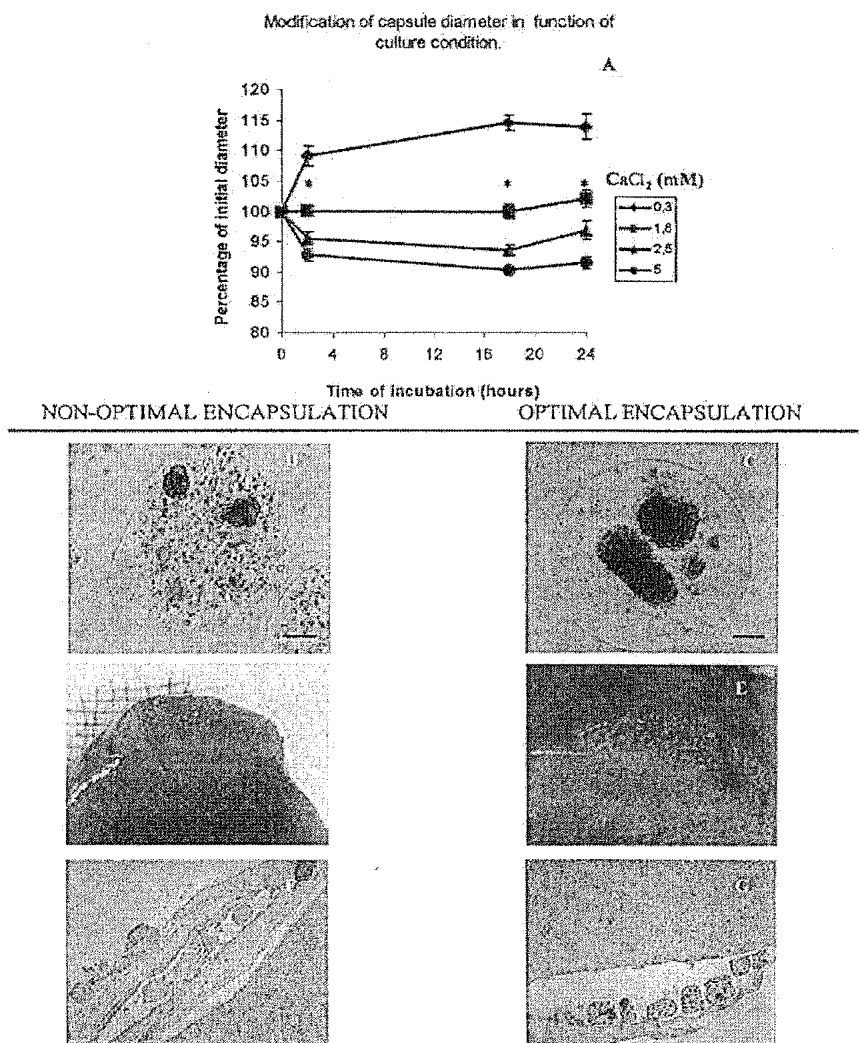 Modification of capsule diameter in function of
culture condition.
A
Percentage of initial diameter
120
115
110
105
100
95
90
85
80
* * *
0 4 8 12 16 20 24
Time of incubation (hours)
CaCl₂ (mM)
0,3
1,8
2,5
5
NON-OPTIMAL ENCAPSULATION OPTIMAL ENCAPSULATION
C
E
F
G